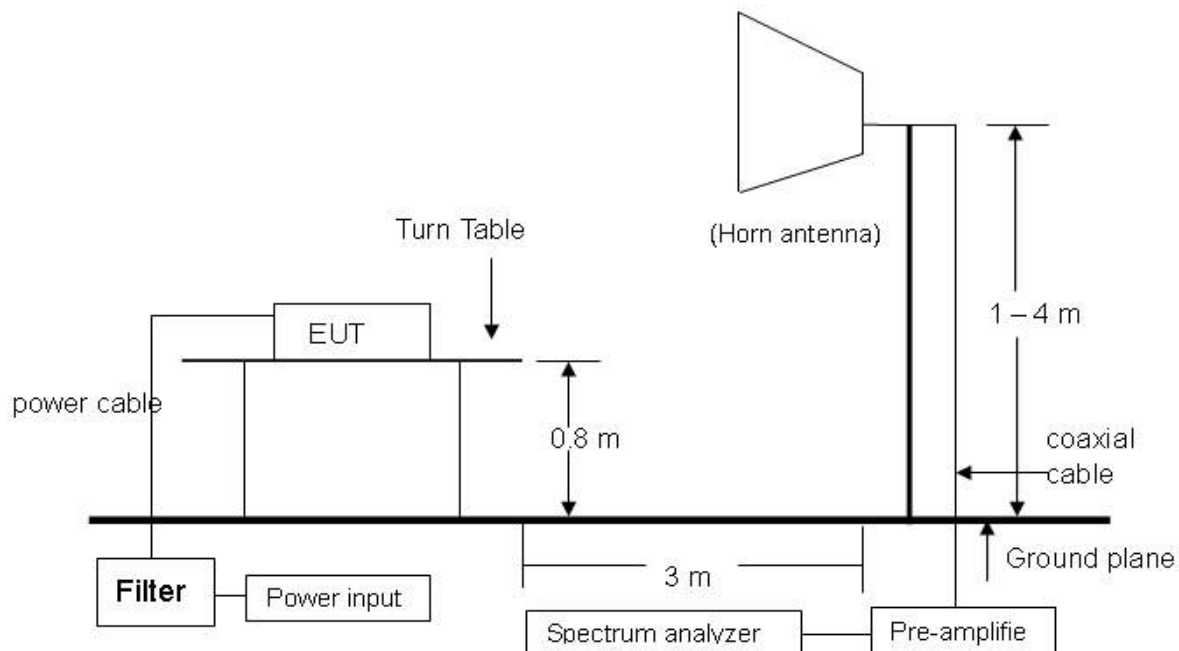 (Horn antenna)
Turn Table
1 – 4 m
EUT
power cable
0.8 m
coaxial
cable
Ground plane
3 m
Filter
Power input
Spectrum analyzer
Pre-amplifie